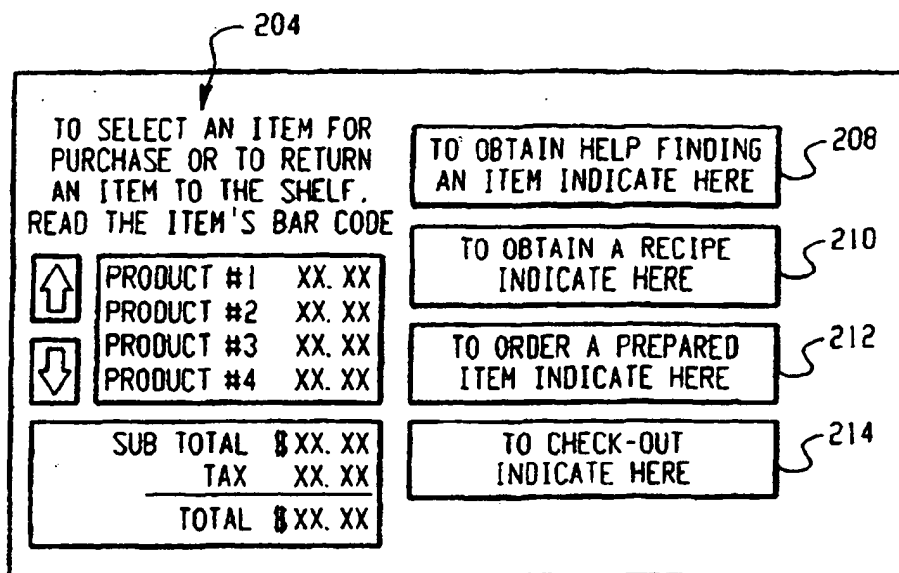 204
TO SELECT AN ITEM FOR
PURCHASE OR TO RETURN
AN ITEM TO THE SHELF.
READ THE ITEM'S BAR CODE
PRODUCT #1 XX.XX
PRODUCT #2 XX.XX
PRODUCT #3 XX.XX
PRODUCT #4 XX.XX
SUB TOTAL $XX.XX
TAX XX.XX
TOTAL $XX.XX
TO OBTAIN HELP FINDING
AN ITEM INDICATE HERE
208
TO OBTAIN A RECIPE
INDICATE HERE
210
TO ORDER A PREPARED
ITEM INDICATE HERE
212
TO CHECK-OUT
INDICATE HERE
214